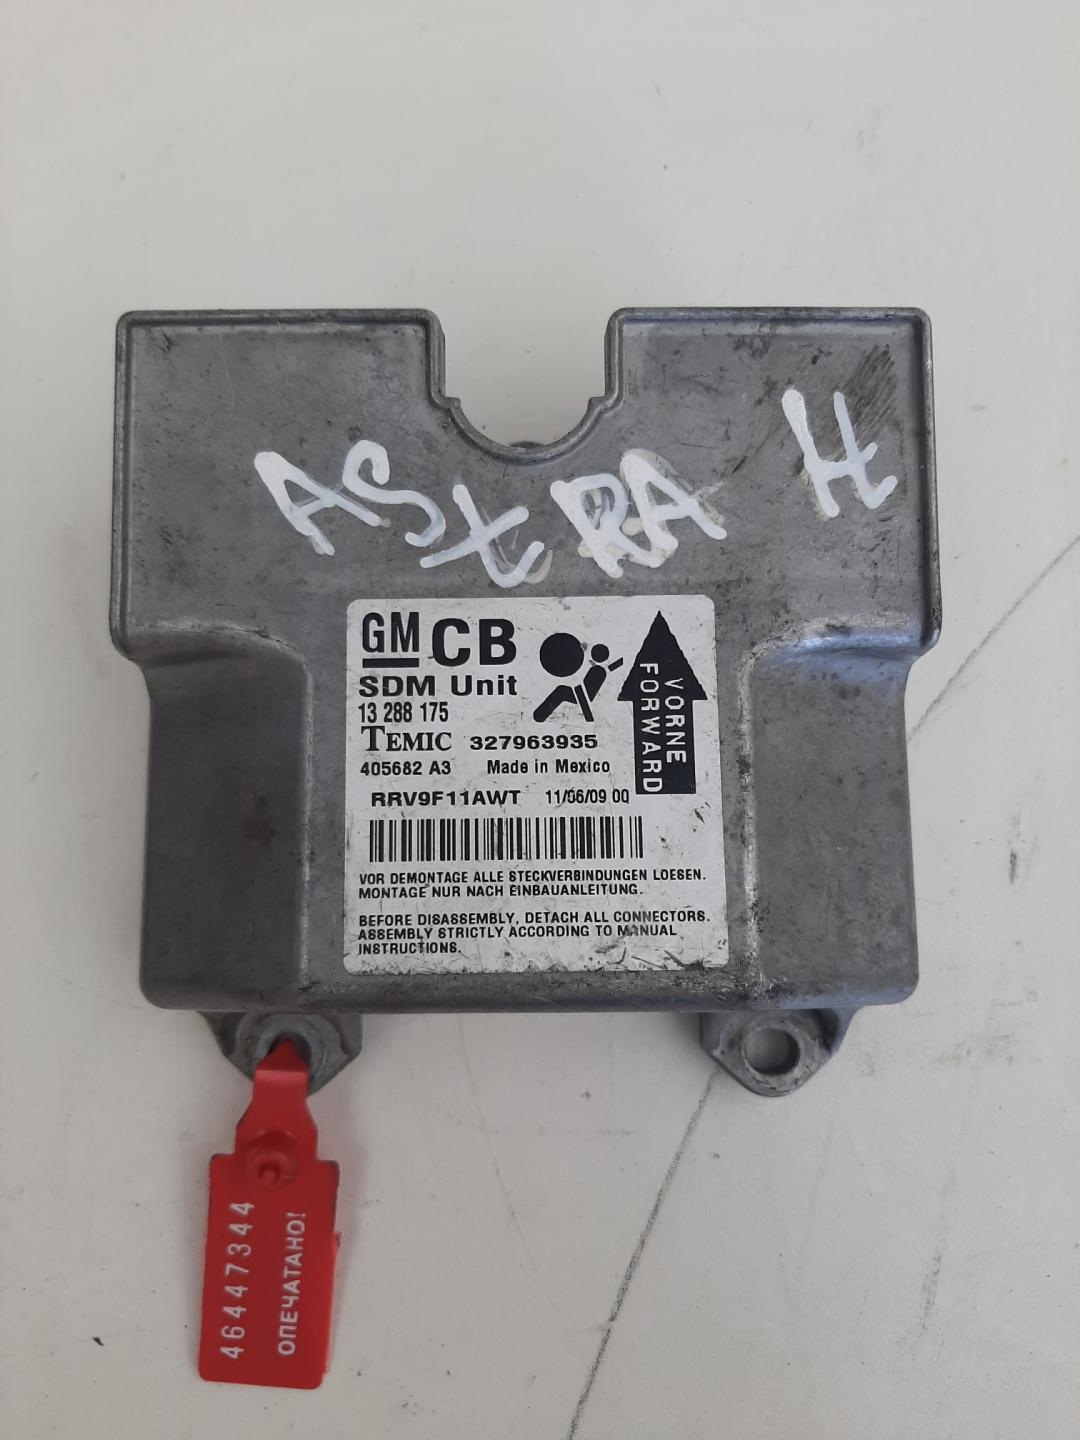 AStRA H
GM CB
SDM Unit
13 288 175
TEMIC 327963935
405682 A3 Made in Mexico
RRV9F11AWT 11/06/09 00
VORNE
FORWARD
VOR DEMONTAGE ALLE STECKVERBINDUNGEN LOESEN.
MONTAGE NUR NACH EINBAUANLEITUNG.
BEFORE DISASSEMBLY, DETACH ALL CONNECTORS.
ASSEMBLY STRICTLY ACCORDING TO MANUAL
INSTRUCTIONS.
46447344
ОПЕЧАТАНО!